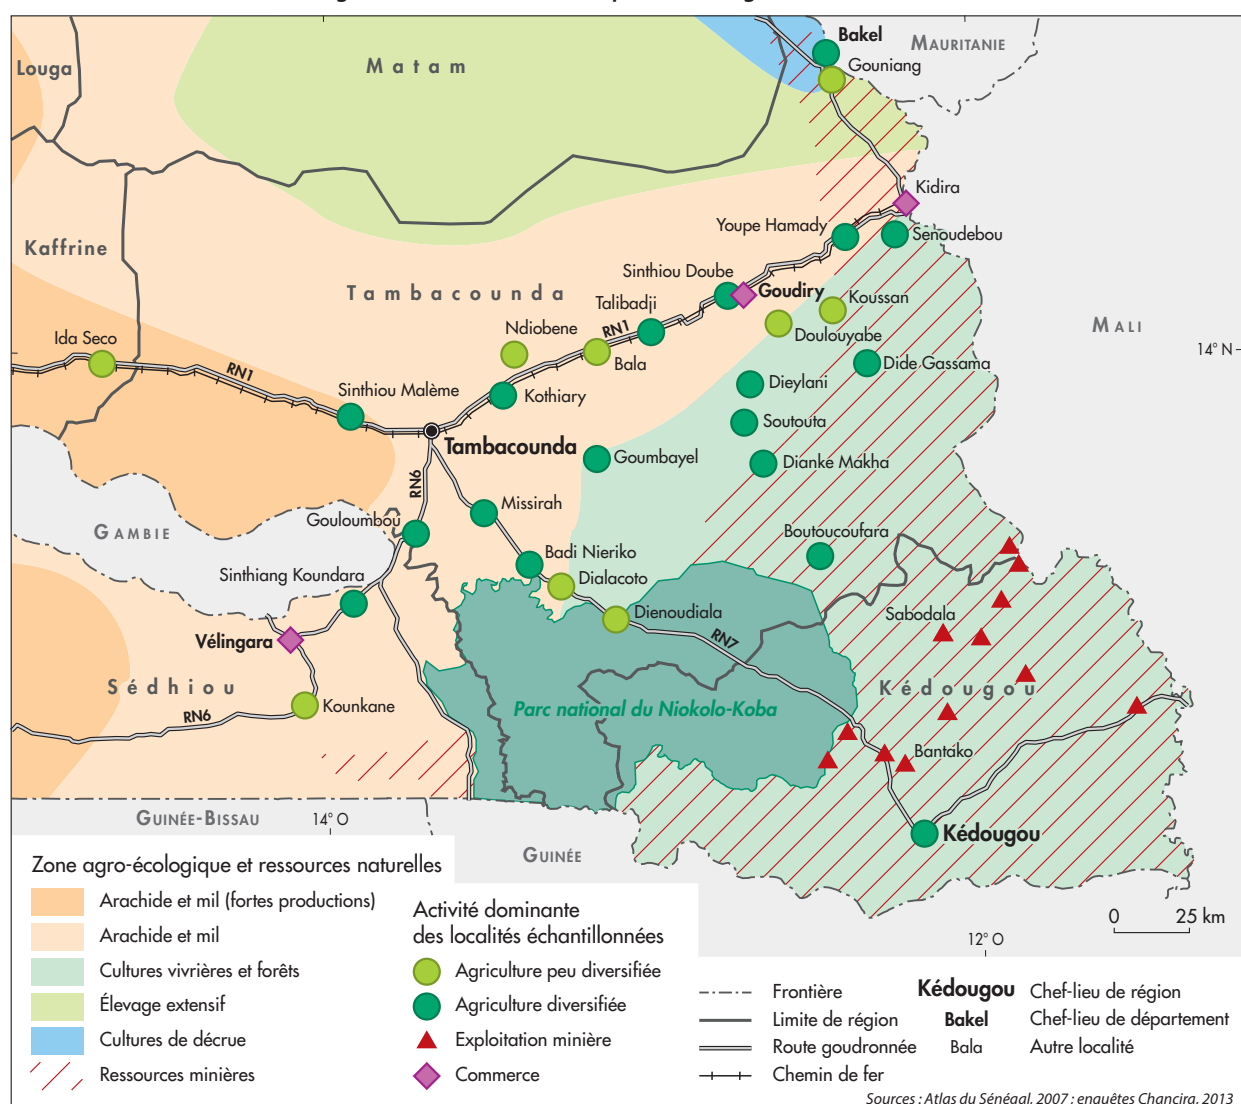 Bakel
MAURITANIE
Gouniang
Louga
Matam
Kidira
Kaffrine
Youpe Hamady
Senoudebou
Sinthiou Doube
Tambacounda
Goudiry
Koussan
Talibadji
MALI
Ndiobene
RN1
Doulouyabe
Ida Seco
14° N
Bala
Dide Gassama
RN1
Dieylani
Sinthiou Malème
Kothiary
Soutouta
Tambacounda
Goumbayel
Dianke Makha
RN6
Missirah
Gouloumbou
GAMBIE
Boutoucoufara
Badi Nieriko
Sinthiang Koundara
Dialacoto
Dienoudiala
Sabodala
RN7
Vélingara
Sédhiou
Kédougou
Kounkane
Parc national du Niokolo-Koba
RN6
Bantako
GUINÉE-BISSAU
14° O
Kédougou
GUINÉE
Zone agro-écologique et ressources naturelles
Arachide et mil (fortes productions)
Arachide et mil
Cultures vivrières et forêts
Élevage extensif
Cultures de décrue
Ressources minières
Activité dominante
des localités échantillonnées
Agriculture peu diversifiée
Agriculture diversifiée
Exploitation minière
Commerce
0 25 km
12° O
Frontière
Limite de région
Route goudronnée
Chemin de fer
Kédougou Chef-lieu de région
Bakel Chef-lieu de département
Bala Autre localité
Sources : Atlas du Sénégal, 2007 ; enquêtes Chancira, 2013